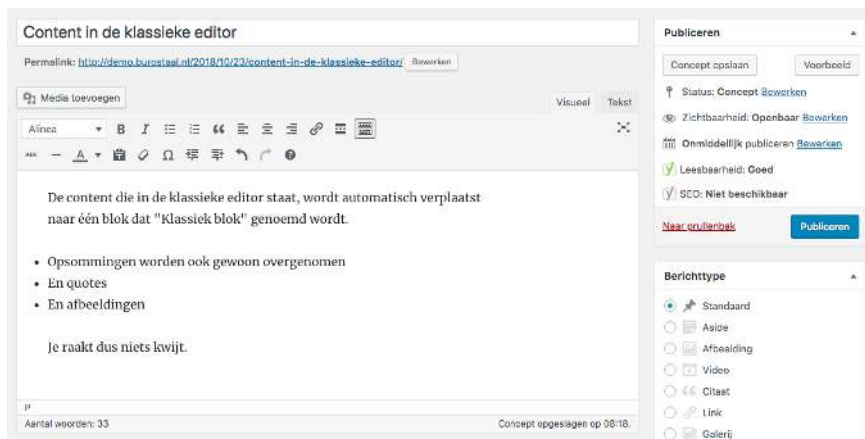 Content in de klassieke editor
Permalink: http://demo.burostaal.nl/2018/10/23/content-in-de-klassieke-editor/ Bewerken
Media toevoegen
Visueel Tekst
Alinea
De content die in de klassieke editor staat, wordt automatisch verplaatst
naar één blok dat "Klassiek blok" genoemd wordt.
• Opsommingen worden ook gewoon overgenomen
• En quotes
• En afbeeldingen
Je raakt dus niets kwijt.
P
Aantal woorden: 33
Concept opgeslagen op 08:18.
Publiceren
Concept opslaan
Voorbeeld
Status: Concept Bewerken
Zichtbaarheid: Openbaar Bewerken
Onmiddellijk publiceren Bewerken
Leesbaarheid: Goed
SEO: Niet beschikbaar
Naar prullenbak
Publiceren
Berichttype
Standaard
Aside
Afbeelding
Video
Citaat
Link
Galerij